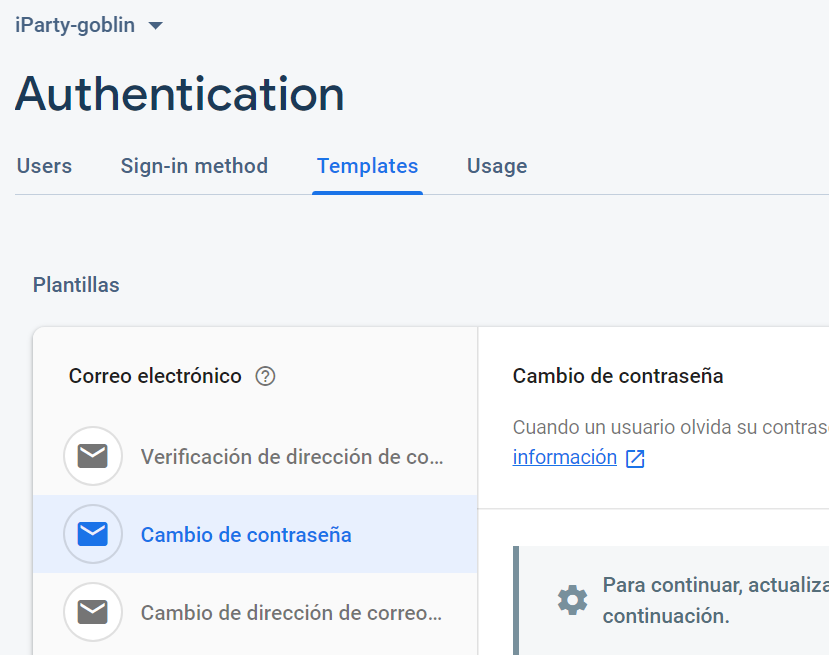 iParty-goblin
Authentication
Users Sign-in method Templates Usage
Plantillas
Correo electrónico
Verificación de dirección de co...
Cambio de contraseña
Cambio de dirección de correo...
Cambio de contraseña
Cuando un usuario olvida su contras
información
Para continuar, actualiza
continuación.